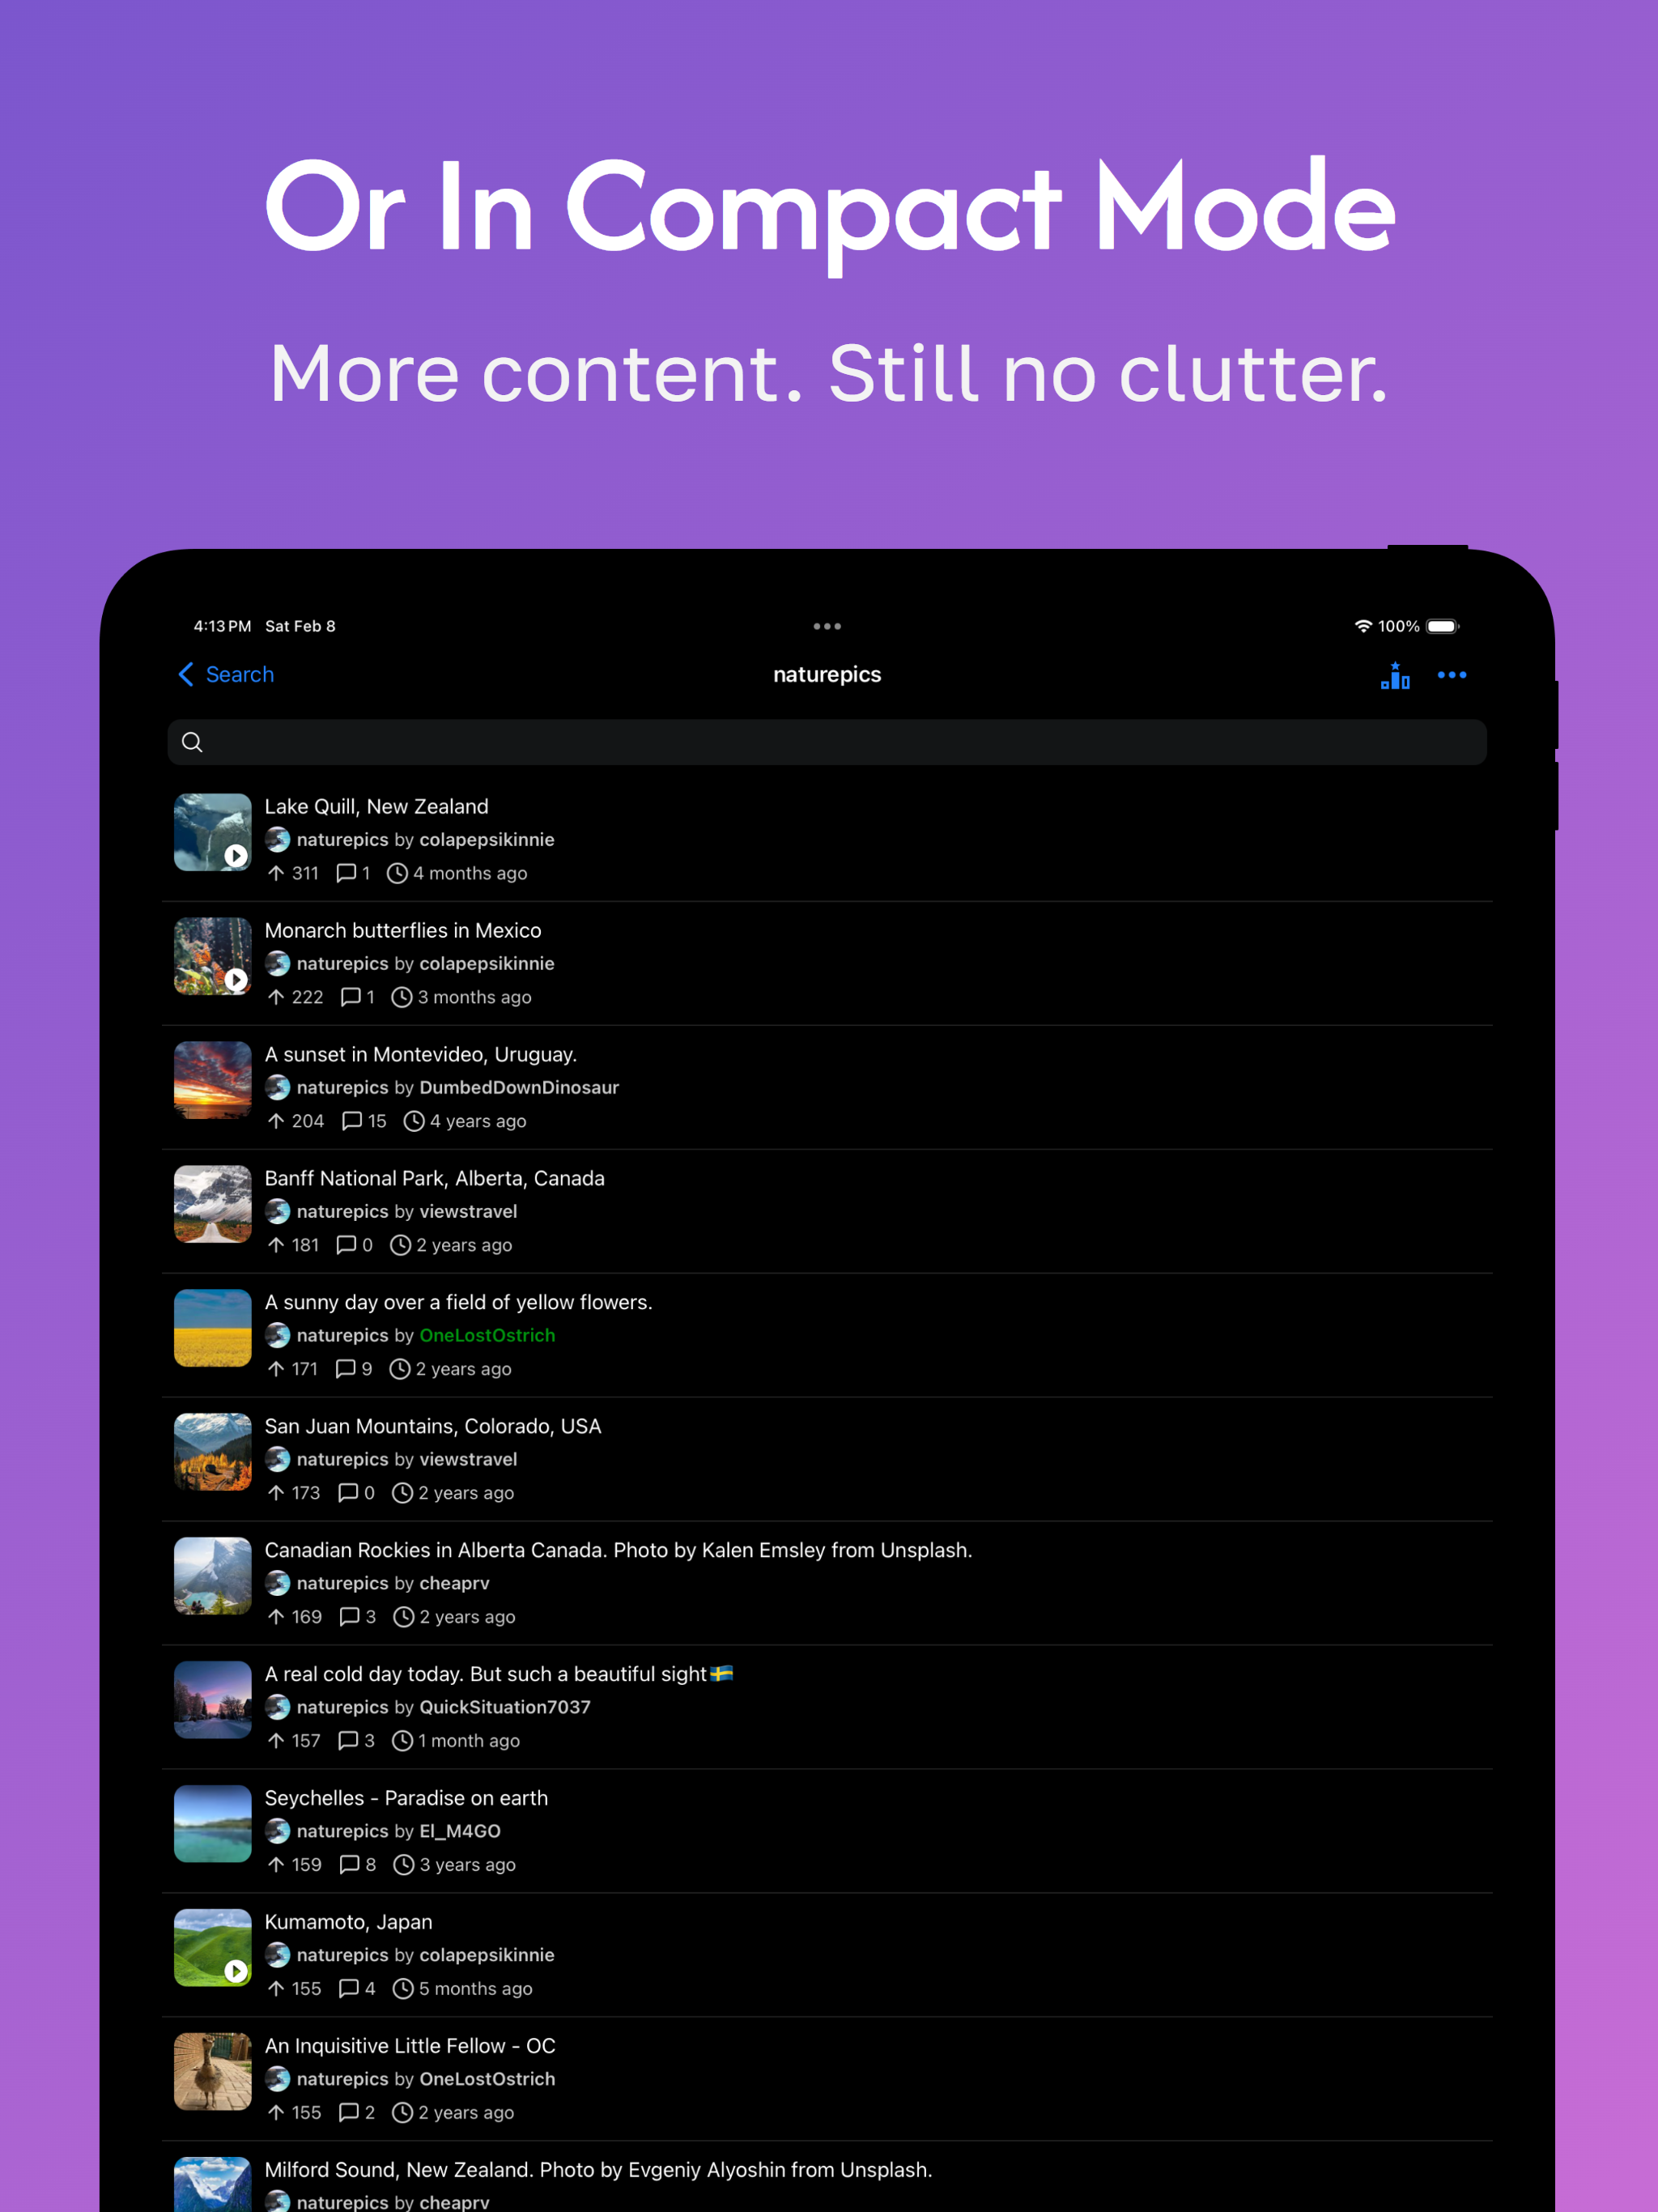 Or In Compact Mode
More content. Still no clutter.
4:13 PM Sat Feb 8
100%
Search
naturepics
Lake Quill, New Zealand
naturepics by colapepsikinnie
311 1 4 months ago
Monarch butterflies in Mexico
naturepics by colapepsikinnie
222 1 3 months ago
A sunset in Montevideo, Uruguay.
naturepics by DumbedDownDinosaur
204 15 4 years ago
Banff National Park, Alberta, Canada
naturepics by viewstravel
181 0 2 years ago
A sunny day over a field of yellow flowers.
naturepics by OneLostOstrich
171 9 2 years ago
San Juan Mountains, Colorado, USA
naturepics by viewstravel
173 0 2 years ago
Canadian Rockies in Alberta Canada. Photo by Kalen Emsley from Unsplash.
naturepics by cheaprv
169 3 2 years ago
A real cold day today. But such a beautiful sight🇸🇪
naturepics by QuickSituation7037
157 3 1 month ago
Seychelles - Paradise on earth
naturepics by El_M4GO
159 8 3 years ago
Kumamoto, Japan
naturepics by colapepsikinnie
155 4 5 months ago
An Inquisitive Little Fellow - OC
naturepics by OneLostOstrich
155 2 2 years ago
Milford Sound, New Zealand. Photo by Evgeniy Alyoshin from Unsplash.
naturepics by cheaprv